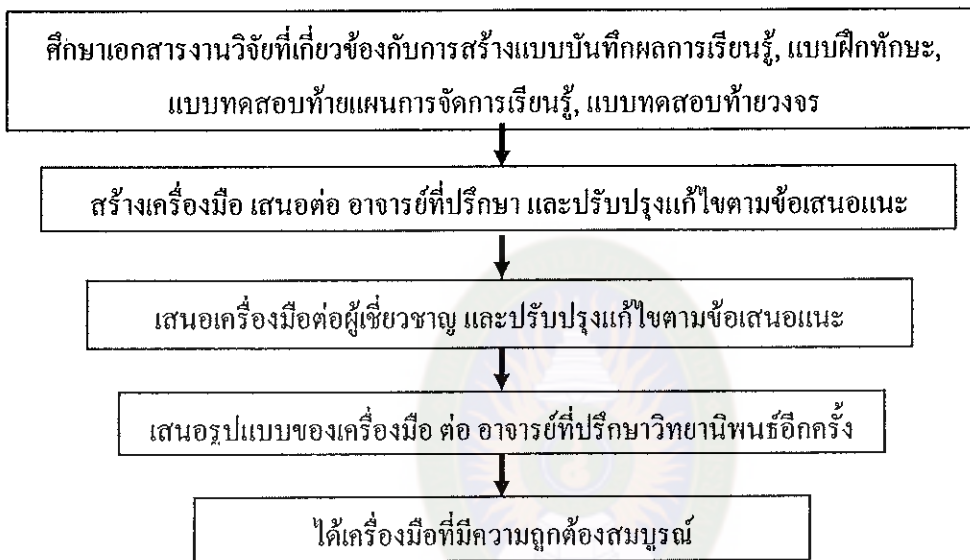 ศึกษาเอกสารงานวิจัยที่เกี่ยวข้องกับการสร้างแบบบันทึกผลการเรียนรู้, แบบฝึกทักษะ,
แบบทดสอบท้ายแผนการจัดการเรียนรู้, แบบทดสอบท้ายวงจร
สร้างเครื่องมือ เสนอต่อ อาจารย์ที่ปรึกษา และปรับปรุงแก้ไขตามข้อเสนอแนะ
เสนอเครื่องมือต่อผู้เชี่ยวชาญ และปรับปรุงแก้ไขตามข้อเสนอแนะ
เสนอรูปแบบของเครื่องมือ ต่อ อาจารย์ที่ปรึกษาวิทยานิพนธ์อีกครั้ง
ได้เครื่องมือที่มีความถูกต้องสมบูรณ์